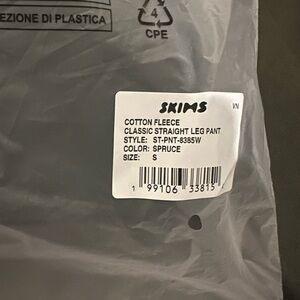 EZIONE DI PLASTICA
4
CPE
SKIMS
VN
COTTON FLEECE
CLASSIC STRAIGHT LEG PANT
STYLE: ST-PNT-8385W
COLOR: SPRUCE
SIZE: S
1 99106 33815